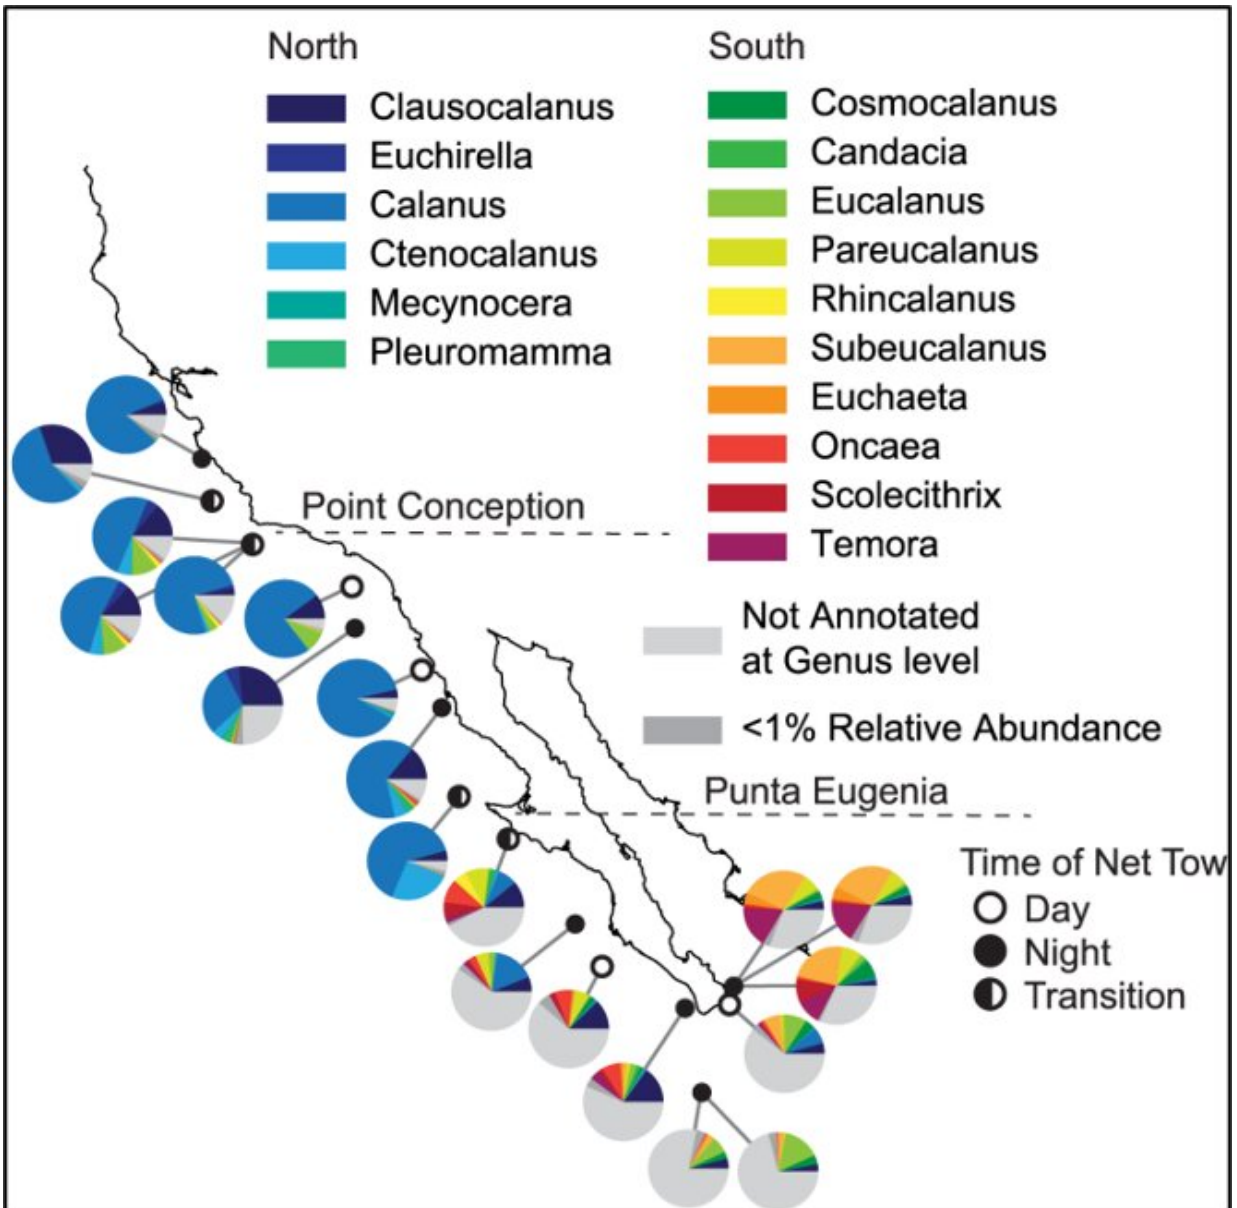 North
Clausocalanus
Euchirella
Calanus
Ctenocalanus
Mecynocera
Pleuromamma
South
Cosmocalanus
Candacia
Eucalanus
Pareucalanus
Rhincalanus
Subeucalanus
Euchaeta
Oncaea
Scolecithrix
Temora
Not Annotated
at Genus level
<1% Relative Abundance
Point Conception
Punta Eugenia
Time of Net Tow
Day
Night
Transition